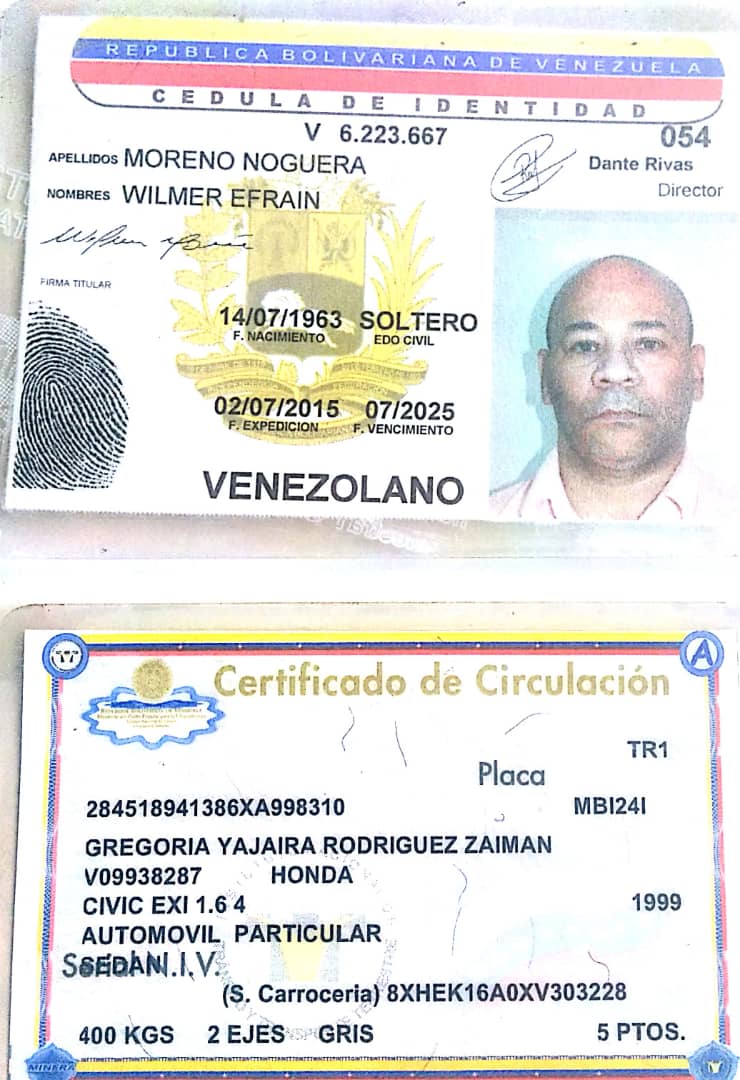 REPUBLICA BOLIVARIANA DE VENEZUELA
CEDULA DE IDENTIDAD
V 6.223.667 054
APELLIDOS MORENO NOGUERA
Dante Rivas
Director
NOMBRES WILMER EFRAIN
FIRMA TITULAR
14/07/1963 SOLTERO
F. NACIMIENTO EDO CIVIL
02/07/2015 07/2025
F. EXPEDICION F. VENCIMIENTO
VENEZOLANO
Certificado de Circulación
TR1
Placa
284518941386XA998310 MBI24I
GREGORIA YAJAIRA RODRIGUEZ ZAIMAN
V09938287 HONDA
CIVIC EXI 1.6 4 1999
AUTOMOVIL PARTICULAR
SEDAN
Serial N.I.V.
(S. Carroceria) 8XHEK16A0XV303228
400 KGS 2 EJES GRIS 5 PTOS.